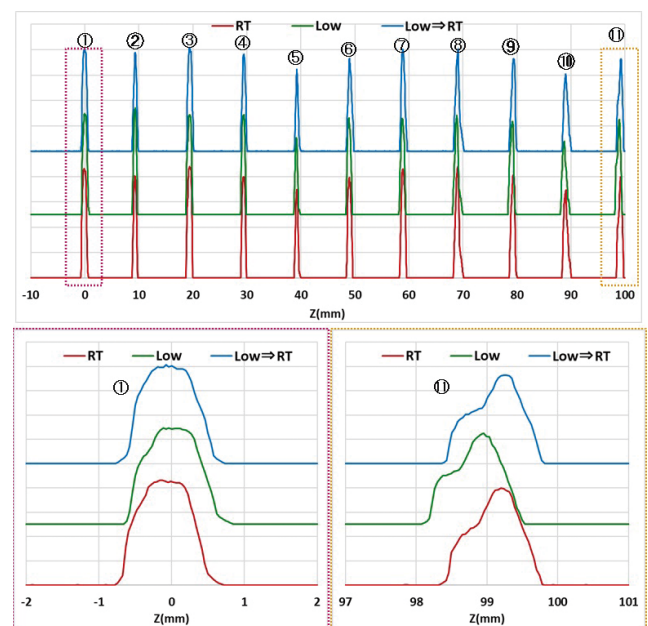 RT Low Low⇒RT
① ② ③ ④ ⑤ ⑥ ⑦ ⑧ ⑨ ⑩ ⑪
-10 0 10 20 30 40 50 60 70 80 90 100
Z(mm)
RT Low Low⇒RT
①
-2 -1 0 1 2
Z(mm)
RT Low Low⇒RT
⑪
97 98 99 100 101
Z(mm)